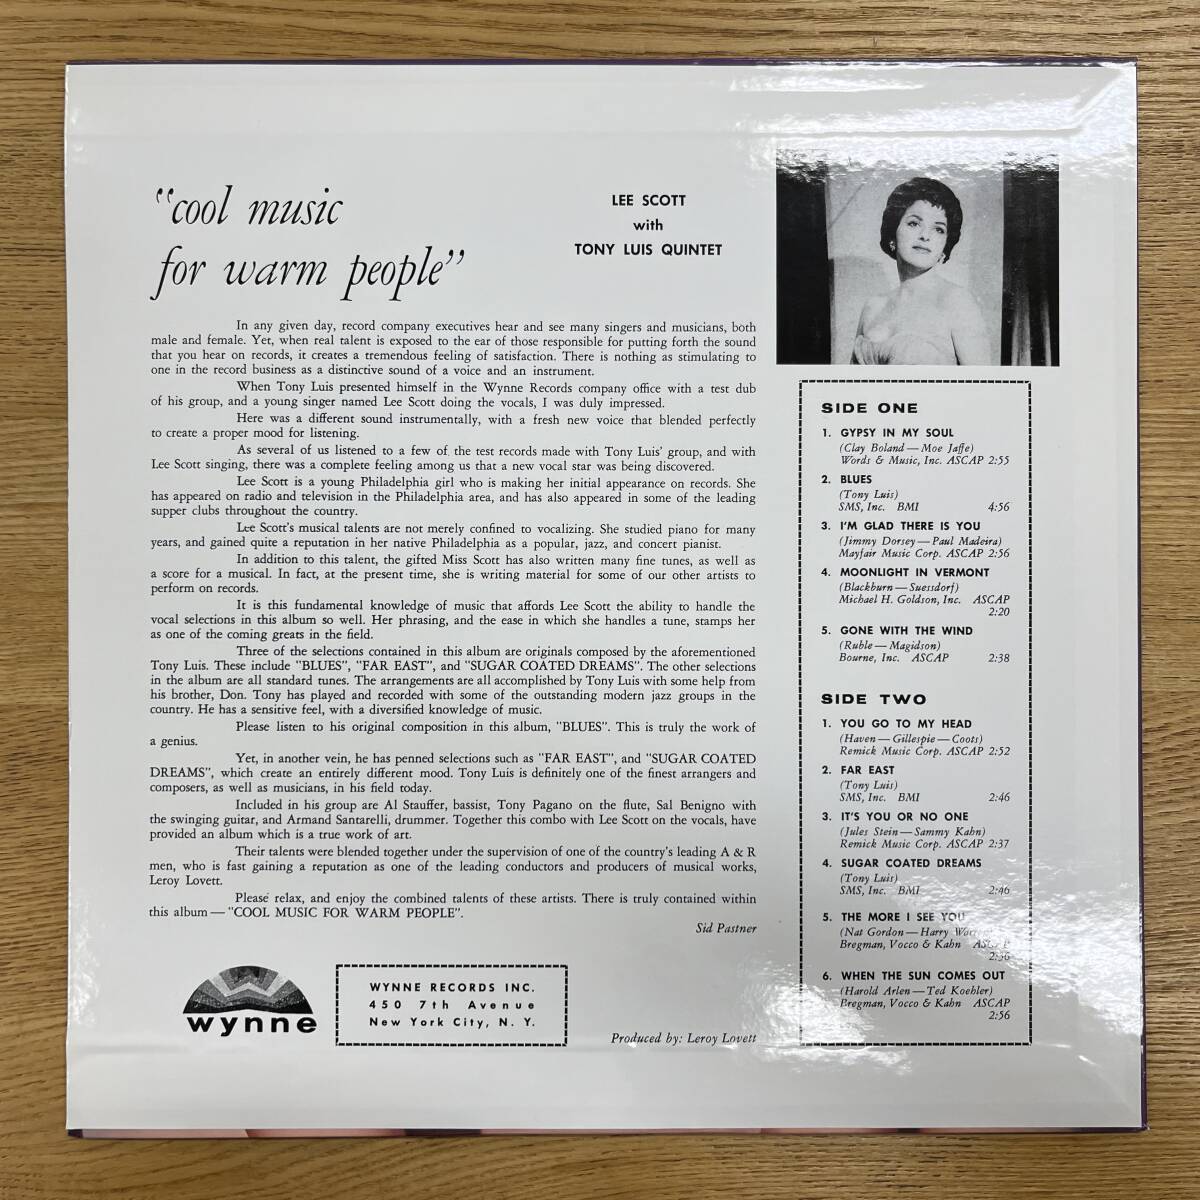 "cool music
for warm people"
LEE SCOTT
with
TONY LUIS QUINTET
In any given day, record company executives hear and see many singers and musicians, both
male and female. Yet, when real talent is exposed to the ear of those responsible for putting forth the sound
that you hear on records, it creates a tremendous feeling of satisfaction. There is nothing as stimulating to
one in the record business as a distinctive sound of a voice and an instrument.
When Tony Luis presented himself in the Wynne Records company office with a test dub
of his group, and a young singer named Lee Scott doing the vocals, I was duly impressed.
Here was a different sound instrumentally, with a fresh new voice that blended perfectly
to create a proper mood for listening.
As several of us listened to a few of the test records made with Tony Luis' group, and with
Lee Scott singing, there was a complete feeling among us that a new vocal star was being discovered.
Lee Scott is a young Philadelphia girl who is making her initial appearance on records. She
has appeared on radio and television in the Philadelphia area, and has also appeared in some of the leading
supper clubs throughout the country.
Lee Scott's musical talents are not merely confined to vocalizing. She studied piano for many
years, and gained quite a reputation in her native Philadelphia as a popular, jazz, and concert pianist.
In addition to this talent, the gifted Miss Scott has also written many fine tunes, as well as
a score for a musical. In fact, at the present time, she is writing material for some of our other artists to
perform on records.
It is this fundamental knowledge of music that affords Lee Scott the ability to handle the
vocal selections in this album so well. Her phrasing, and the ease in which she handles a tune, stamps her
as one of the coming greats in the field.
Three of the selections contained in this album are originals composed by the aforementioned
Tony Luis. These include "BLUES", "FAR EAST", and "SUGAR COATED DREAMS". The other selections
in the album are all standard tunes. The arrangements are all accomplished by Tony Luis with some help from
his brother, Don. Tony has played and recorded with some of the outstanding modern jazz groups in the
country. He has a sensitive feel, with a diversified knowledge of music.
Please listen to his original composition in this album, "BLUES". This is truly the work of
a genius.
Yet, in another vein, he has penned selections such as "FAR EAST", and "SUGAR COATED
DREAMS", which create an entirely different mood. Tony Luis is definitely one of the finest arrangers and
composers, as well as musicians, in his field today.
Included in his group are Al Stauffer, bassist, Tony Pagano on the flute, Sal Benigno with
the swinging guitar, and Armand Santarelli, drummer. Together this combo with Lee Scott on the vocals, have
provided an album which is a true work of art.
Their talents were blended together under the supervision of one of the country's leading A & R
men, who is fast gaining a reputation as one of the leading conductors and producers of musical works,
Leroy Lovett.
Please relax, and enjoy the combined talents of these artists. There is truly contained within
this album — "COOL MUSIC FOR WARM PEOPLE".
Sid Pastner
wynne
WYNNE RECORDS INC.
450 7th Avenue
New York City, N. Y.
Produced by: Leroy Lovett
SIDE ONE
1. GYPSY IN MY SOUL
(Clay Boland — Moe Jaffe)
Words & Music, Inc. ASCAP 2:55
2. BLUES
(Tony Luis)
SMS, Inc. BMI 4:56
3. I'M GLAD THERE IS YOU
(Jimmy Dorsey — Paul Madeira)
Mayfair Music Corp. ASCAP 2:56
4. MOONLIGHT IN VERMONT
(Blackburn — Suessdorf)
Michael H. Goldson, Inc. ASCAP
2:20
5. GONE WITH THE WIND
(Ruble — Magidson)
Bourne, Inc. ASCAP 2:38
SIDE TWO
1. YOU GO TO MY HEAD
(Haven — Gillespie — Coots)
Remick Music Corp. ASCAP 2:52
2. FAR EAST
(Tony Luis)
SMS, Inc. BMI 2:46
3. IT'S YOU OR NO ONE
(Jules Stein — Sammy Kahn)
Remick Music Corp. ASCAP 2:37
4. SUGAR COATED DREAMS
(Tony Luis)
SMS, Inc. BMI 2:46
5. THE MORE I SEE YOU
(Nat Gordon — Harry Warren)
Bregman, Vocco & Kahn ASCAP
2:36
6. WHEN THE SUN COMES OUT
(Harold Arlen — Ted Koehler)
Bregman, Vocco & Kahn ASCAP
2:56